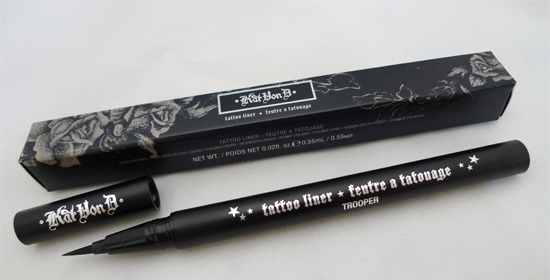 • Kat Von D •
tattoo liner • feutre a tatouage
TATTOO LINER • FEUTRE A TATOUAGE
NET WT. / POIDS NET 0.02fl. oz e 0.55mL / 0.55мл
• Kat Von D •
tattoo liner ★ feutre a tatouage
TROOPER